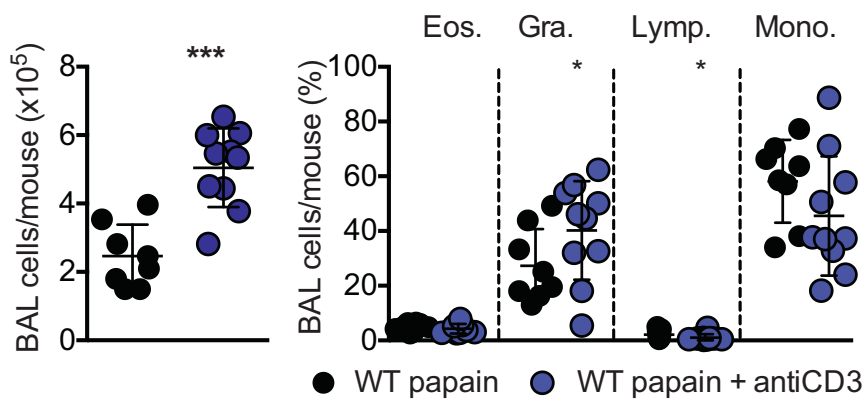 Eos. Gra. Lymp. Mono.
*** * *
8
6
4
2
0
BAL cells/mouse (x10⁵)
100
80
60
40
20
0
BAL cells/mouse (%)
WT papain WT papain + antiCD3